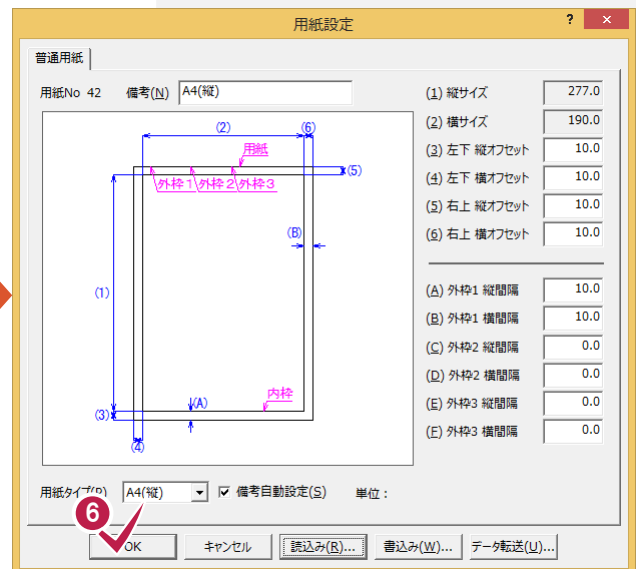 用紙設定
? ×
普通用紙
用紙No 42 備考(N) A4(縦)
(1) 縦サイズ 277.0
(2) 横サイズ 190.0
(3) 左下 縦オフセット 10.0
(4) 左下 横オフセット 10.0
(5) 右上 縦オフセット 10.0
(6) 右上 横オフセット 10.0
(A) 外枠1 縦間隔 10.0
(B) 外枠1 横間隔 10.0
(C) 外枠2 縦間隔 0.0
(D) 外枠2 横間隔 0.0
(E) 外枠3 縦間隔 0.0
(F) 外枠3 横間隔 0.0
(2) (6)
用紙
(5)
外枠1 外枠2 外枠3
(B)
(1)
内枠
(A)
(3)
(4)
用紙タイプ(P) A4(縦) 備考自動設定(S) 単位:
6
OK キャンセル 読込み(R)... 書込み(W)... データ転送(U)...